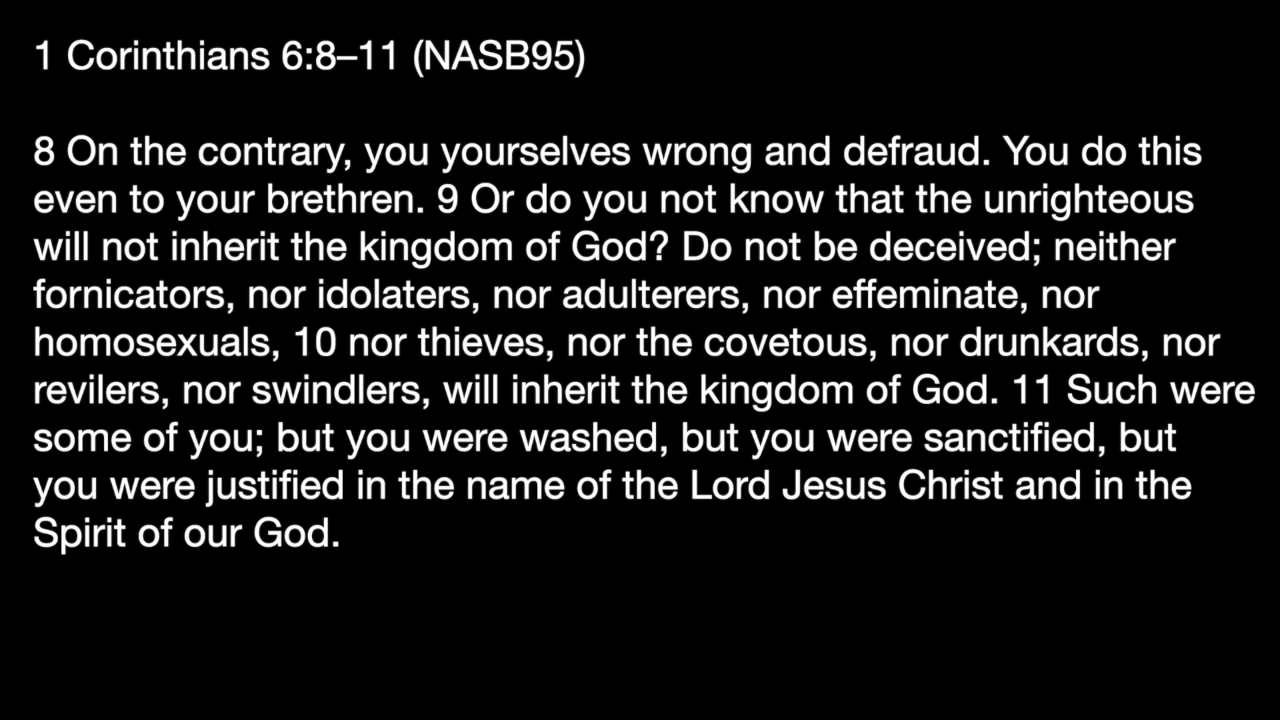 1 Corinthians 6:8–11 (NASB95)
8 On the contrary, you yourselves wrong and defraud. You do this
even to your brethren. 9 Or do you not know that the unrighteous
will not inherit the kingdom of God? Do not be deceived; neither
fornicators, nor idolaters, nor adulterers, nor effeminate, nor
homosexuals, 10 nor thieves, nor the covetous, nor drunkards, nor
revilers, nor swindlers, will inherit the kingdom of God. 11 Such were
some of you; but you were washed, but you were sanctified, but
you were justified in the name of the Lord Jesus Christ and in the
Spirit of our God.